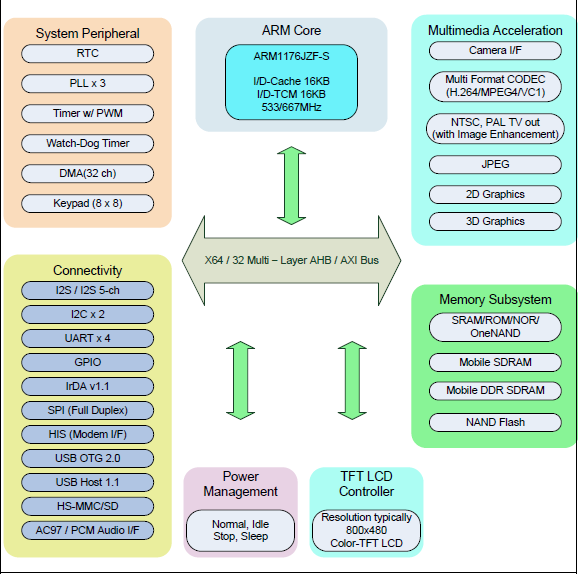 System Peripheral
RTC
PLL x 3
Timer w/ PWM
Watch-Dog Timer
DMA(32 ch)
Keypad (8 x 8)
ARM Core
ARM1176JZF-S
I/D-Cache 16KB
I/D-TCM 16KB
533/667MHz
Multimedia Acceleration
Camera I/F
Multi Format CODEC
(H.264/MPEG4/VC1)
NTSC, PAL TV out
(with Image Enhancement)
JPEG
2D Graphics
3D Graphics
X64 / 32 Multi – Layer AHB / AXI Bus
Connectivity
I2S / I2S 5-ch
I2C x 2
UART x 4
GPIO
IrDA v1.1
SPI (Full Duplex)
HIS (Modem I/F)
USB OTG 2.0
USB Host 1.1
HS-MMC/SD
AC97 / PCM Audio I/F
Memory Subsystem
SRAM/ROM/NOR/
OneNAND
Mobile SDRAM
Mobile DDR SDRAM
NAND Flash
Power
Management
Normal, Idle
Stop, Sleep
TFT LCD
Controller
Resolution typically
800x480
Color-TFT LCD